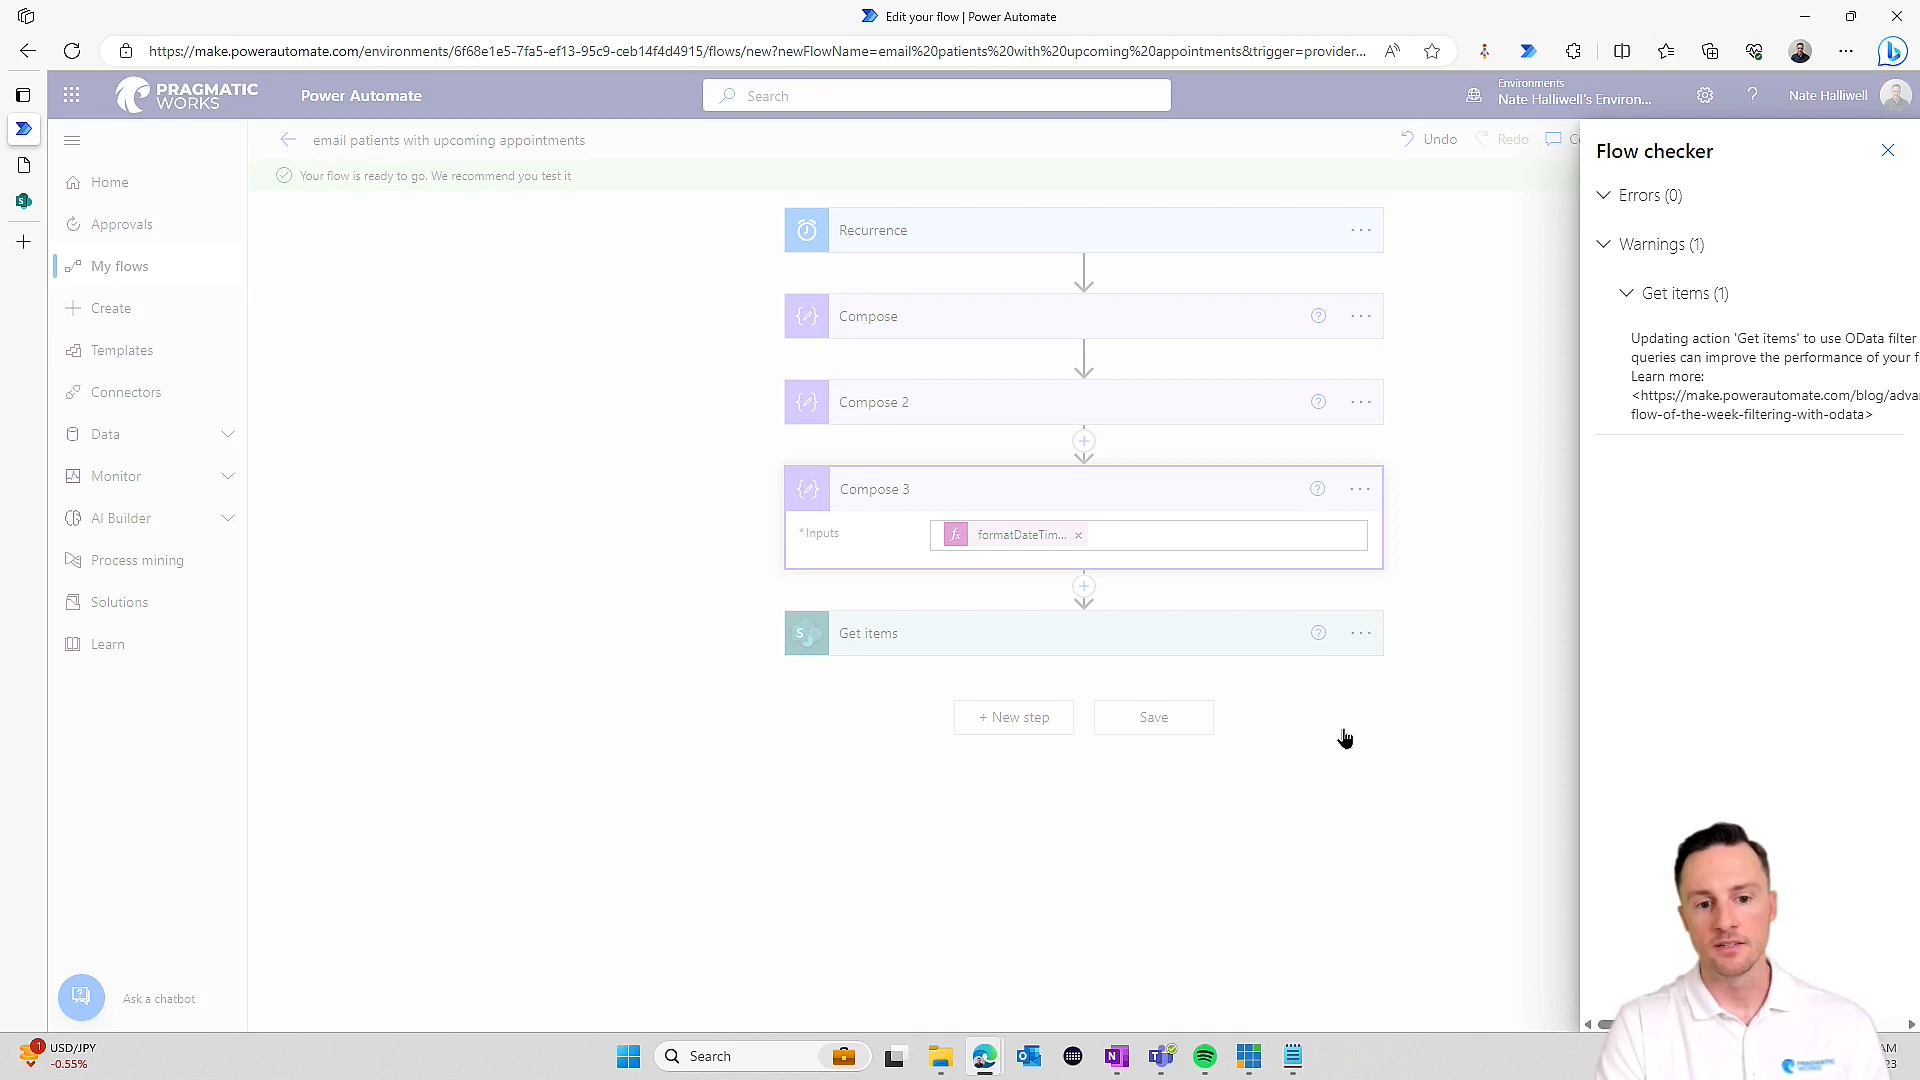 Edit your flow | Power Automate
https://make.powerautomate.com/environments/6f68e1e5-7fa5-ef13-95c9-ceb14f4d4915/flows/new?newFlowName=email%20patients%20with%20upcoming%20appointments&trigger=provider...
PRAGMATIC
WORKS
Power Automate
Search
Environments
Nate Halliwell's Environ...
Nate Halliwell
email patients with upcoming appointments
Undo
Redo
Your flow is ready to go. We recommend you test it
Home
Approvals
My flows
Create
Templates
Connectors
Data
Monitor
AI Builder
Process mining
Solutions
Learn
Ask a chatbot
Recurrence
Compose
Compose 2
Compose 3
* Inputs
fx formatDateTim...
Get items
+ New step
Save
Flow checker
Errors (0)
Warnings (1)
Get items (1)
Updating action 'Get items' to use OData filter
queries can improve the performance of your f
Learn more:
<https://make.powerautomate.com/blog/adva
flow-of-the-week-filtering-with-odata>
PRAGMATIC
WORKS
1
USD/JPY
-0.55%
Search
AM
23